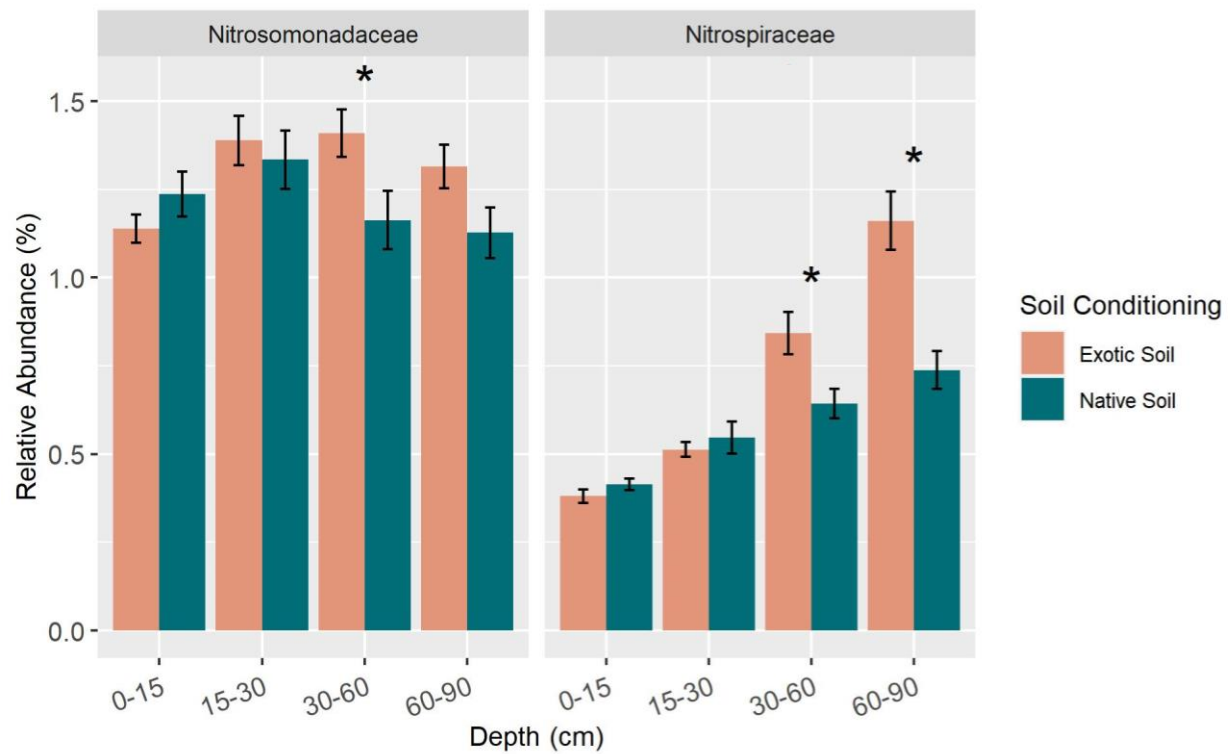 Nitrosomonadaceae
Nitrospiraceae
Relative Abundance (%)
1.5
1.0
0.5
0.0
*
*
*
0-15
15-30
30-60
60-90
0-15
15-30
30-60
60-90
Depth (cm)
Soil Conditioning
Exotic Soil
Native Soil